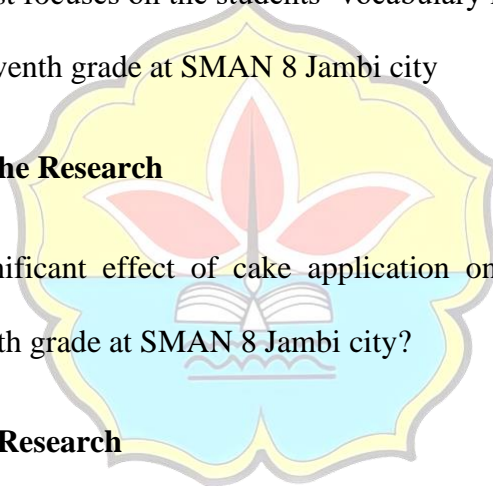 focuses on the students' vocabulary
venth grade at SMAN 8 Jambi city
he Research
nificant effect of cake application on
th grade at SMAN 8 Jambi city?
Research